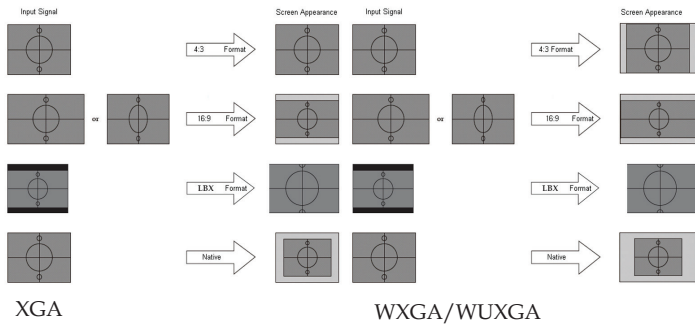 Input Signal Screen Appearance Input Signal Screen Appearance
4:3 Format 4:3 Format
or 16:9 Format or 16:9 Format
LBX Format LBX Format
Native Native
XGA WXGA/WUXGA